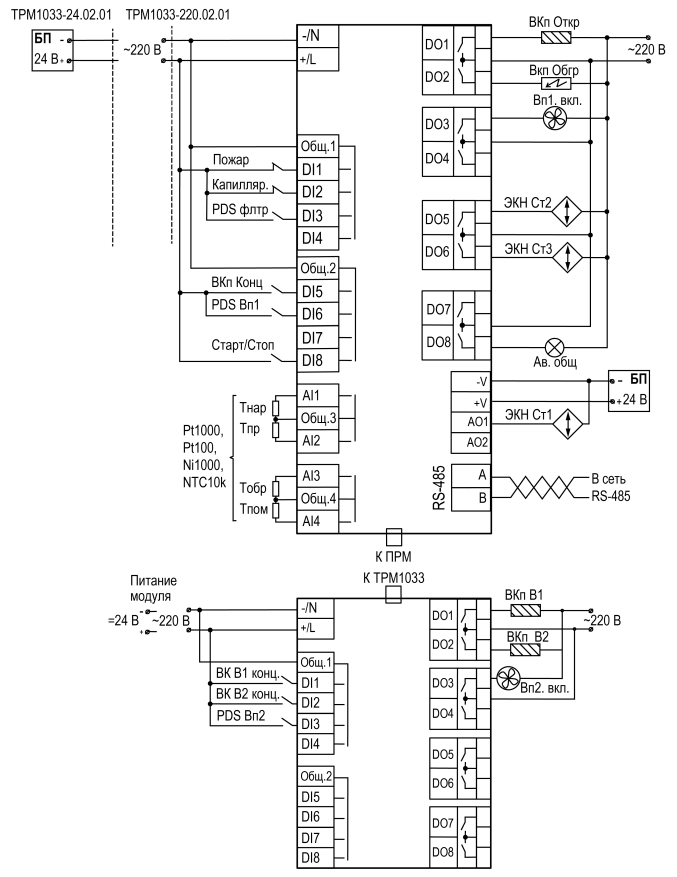 ТРМ1033-24.02.01
ТРМ1033-220.02.01
БП -
24 В +
~220 В
-/N
+/L
Общ.1
DI1
DI2
DI3
DI4
Пожар
Капилляр.
PDS флтр
Общ.2
DI5
DI6
DI7
DI8
ВКп Конц
PDS Вп1
Старт/Стоп
AI1
Общ.3
AI2
AI3
Общ.4
AI4
Тнар
Тпр
Тобр
Тпом
Pt1000,
Pt100,
Ni1000,
NTC10k
DO1
DO2
DO3
DO4
DO5
DO6
DO7
DO8
ВКп Откр
~220 В
Вкп Обгр
Вп1. вкл.
ЭКН Ст2
ЭКН Ст3
Ав. общ
-V
+V
AO1
AO2
- БП
+ 24 В
ЭКН Ст1
RS-485
A
B
В сеть
RS-485
К ПРМ
К ТРМ1033
Питание
модуля
=24 В
-
+
~220 В
-/N
+/L
Общ.1
DI1
DI2
DI3
DI4
ВК В1 конц.
ВК В2 конц.
PDS Вп2
Общ.2
DI5
DI6
DI7
DI8
DO1
DO2
DO3
DO4
DO5
DO6
DO7
DO8
ВКп В1
~220 В
ВКп В2
Вп2. вкл.